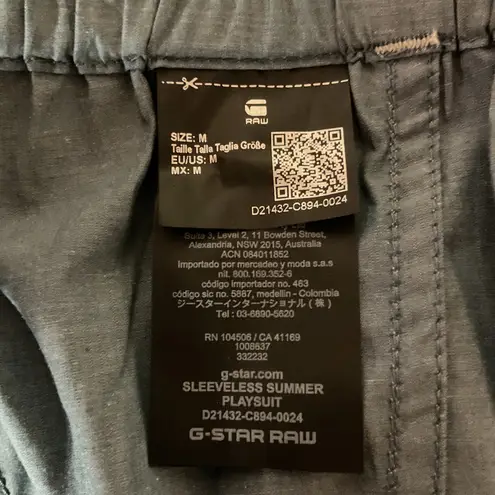 RAW
SIZE: M
Taille Talla Taglia Größe
EU/US: M
MX: M
D21432-C894-0024
Suite 3, Level 2, 11 Bowden Street,
Alexandria, NSW 2015, Australia
ACN 084011852
Importado por mercedeo y moda s.a.s
nit. 800.169.352-6
código importador no. 463
código sic no. 5887, medellin - Colombia
ジースターインターナショナル (株)
Tel : 03-6890-5620
RN 104506 / CA 41169
1008637
332232
g-star.com
SLEEVELESS SUMMER
PLAYSUIT
D21432-C894-0024
G-STAR RAW